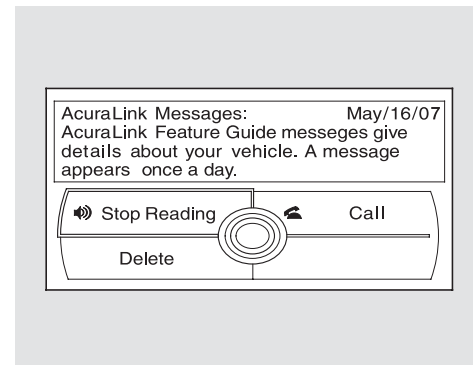 AcuraLink Messages: May/16/07
AcuraLink Feature Guide messeges give
details about your vehicle. A message
appears once a day.
Stop Reading
Call
Delete